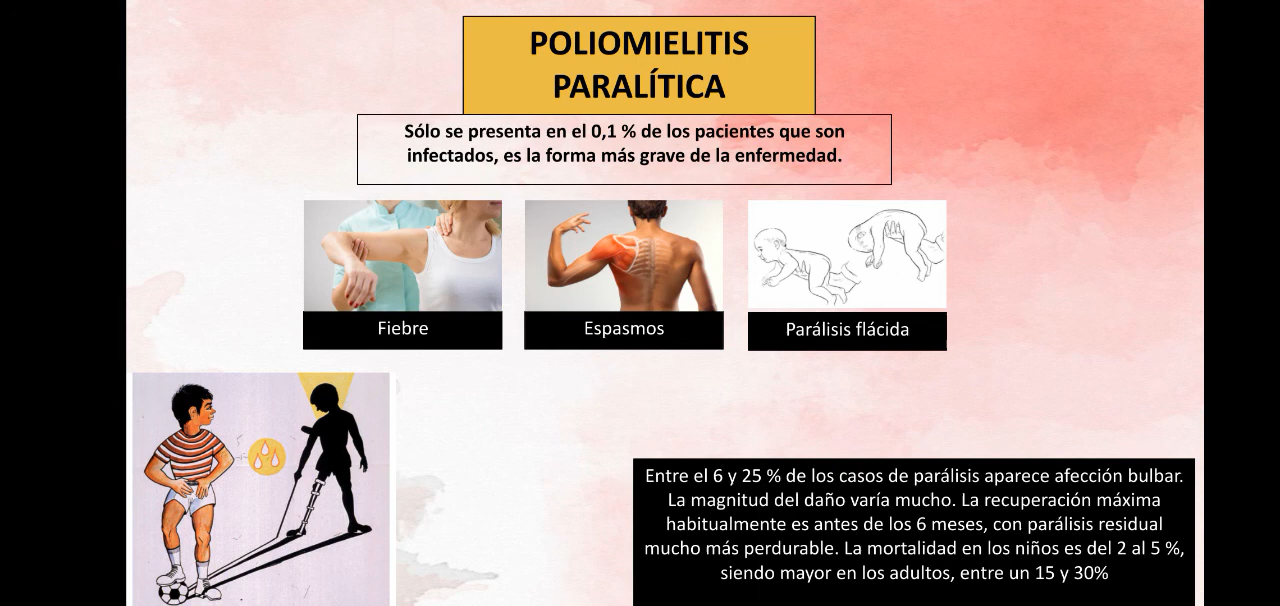 POLIOMIELITIS
PARALÍTICA
Sólo se presenta en el 0,1 % de los pacientes que son
infectados, es la forma más grave de la enfermedad.
Fiebre
Espasmos
Parálisis flácida
Entre el 6 y 25 % de los casos de parálisis aparece afección bulbar.
La magnitud del daño varía mucho. La recuperación máxima
habitualmente es antes de los 6 meses, con parálisis residual
mucho más perdurable. La mortalidad en los niños es del 2 al 5 %,
siendo mayor en los adultos, entre un 15 y 30%